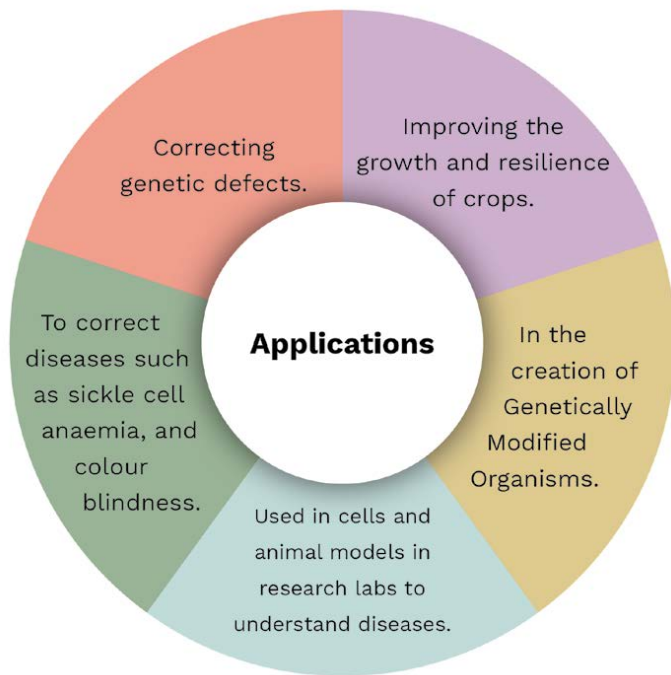 Correcting
genetic defects.
Improving the
growth and resilience
of crops.
To correct
diseases such
as sickle cell
anaemia, and
colour
blindness.
Applications
In the
creation of
Genetically
Modified
Organisms.
Used in cells and
animal models in
research labs to
understand diseases.